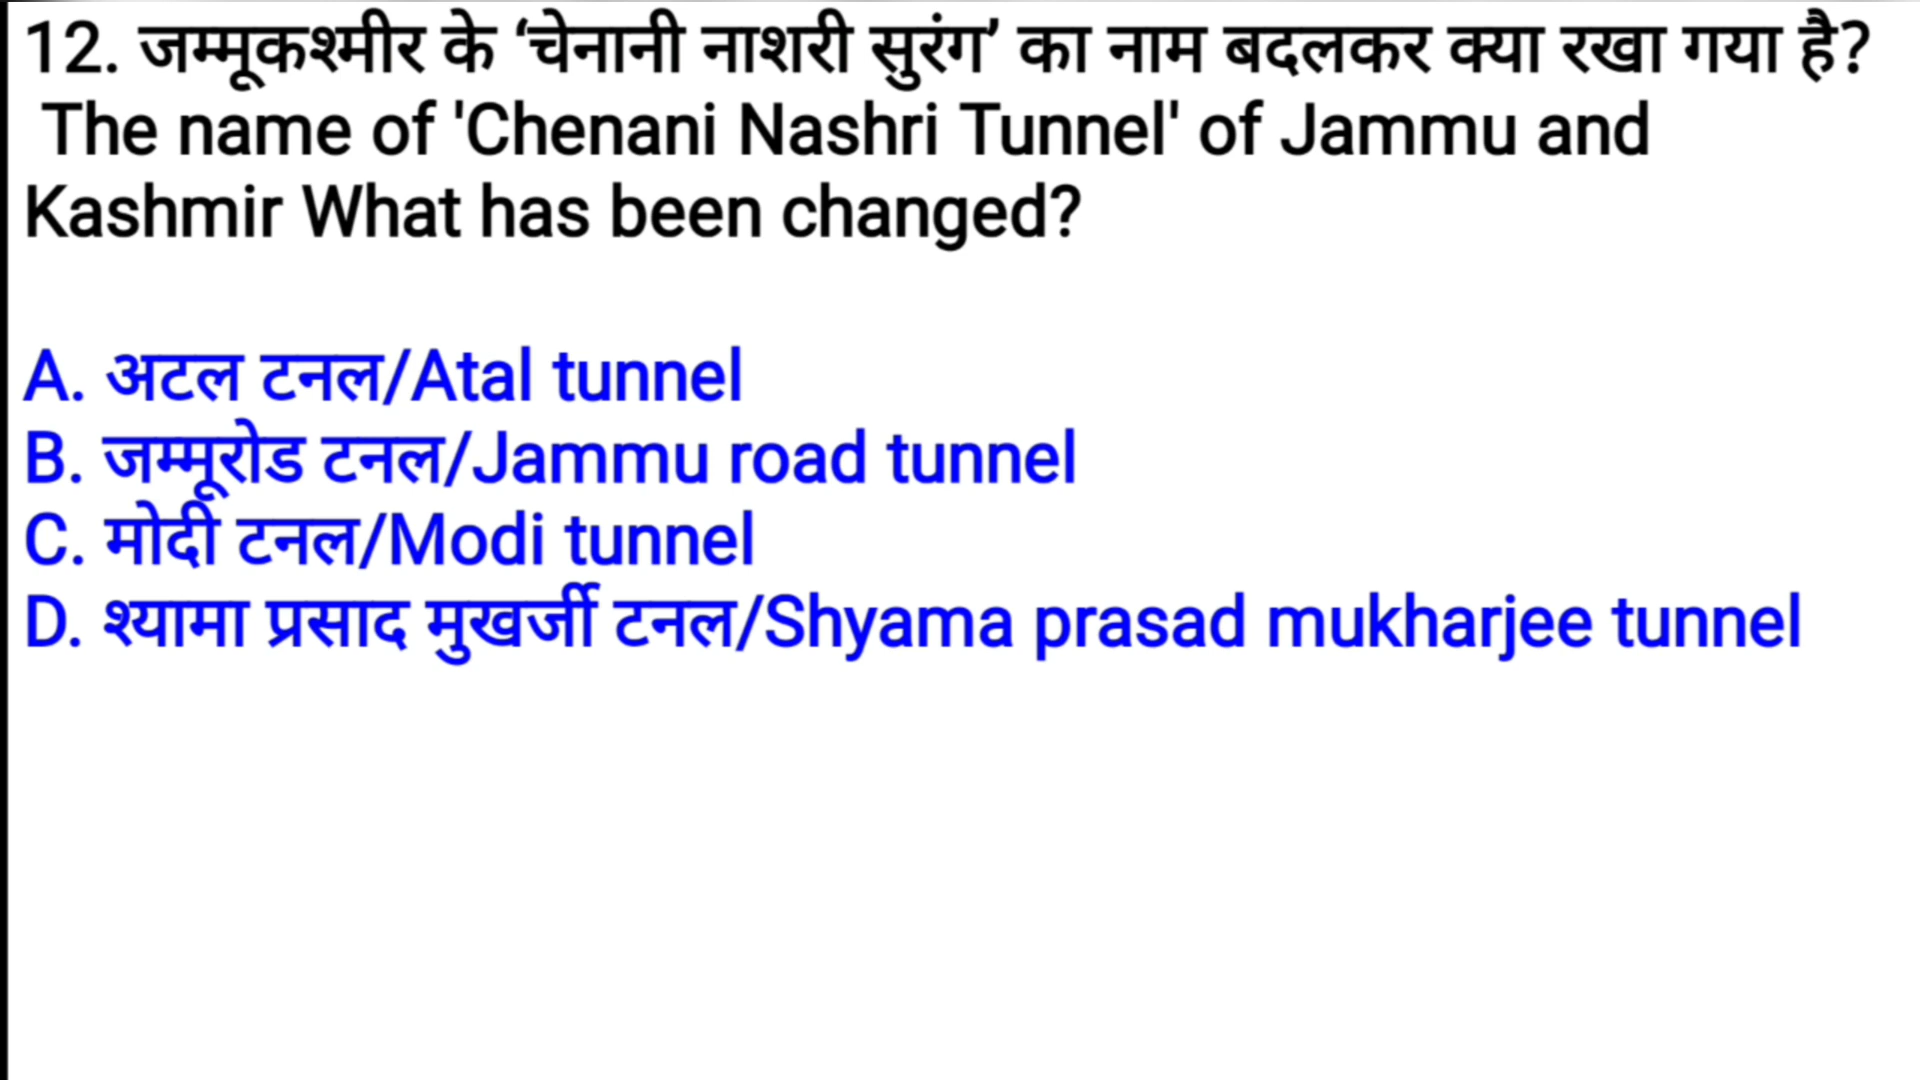 12. जम्मूकश्मीर के ‘चेनानी नाशरी सुरंग’ का नाम बदलकर क्या रखा गया है?
The name of 'Chenani Nashri Tunnel' of Jammu and
Kashmir What has been changed?
A. अटल टनल/Atal tunnel
B. जम्मूरोड टनल/Jammu road tunnel
C. मोदी टनल/Modi tunnel
D. श्यामा प्रसाद मुखर्जी टनल/Shyama prasad mukharjee tunnel